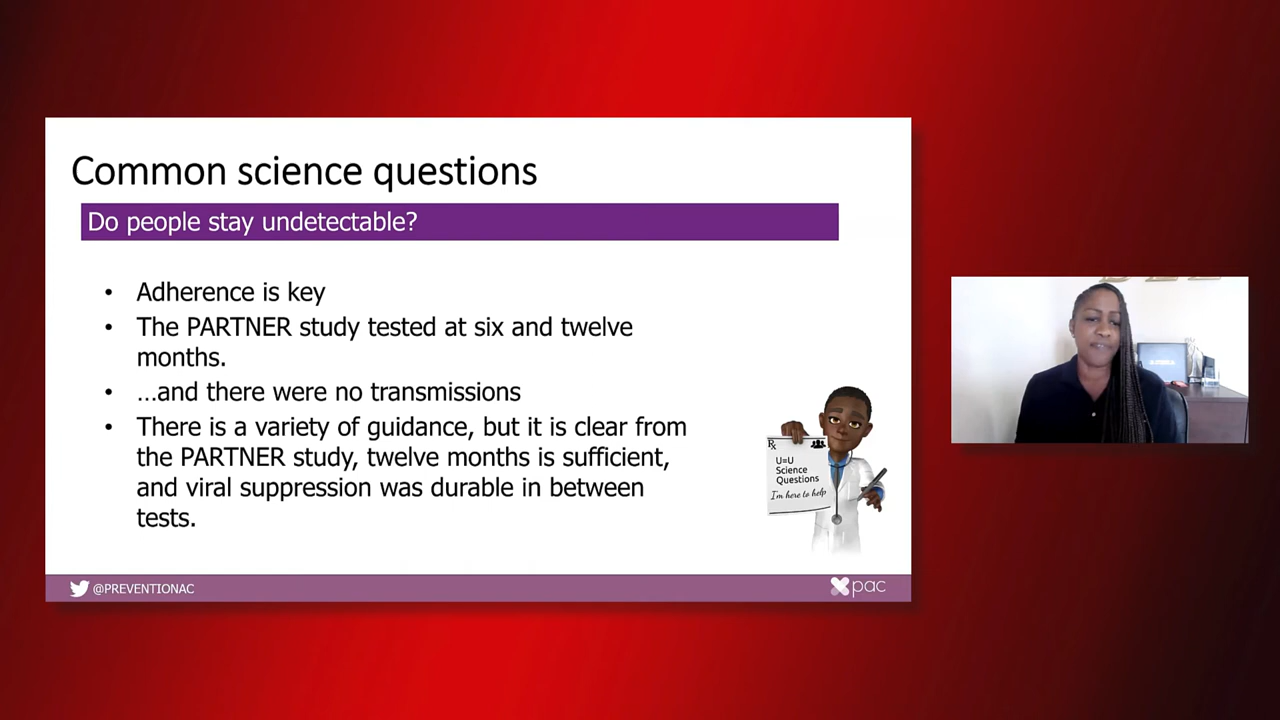 Common science questions
Do people stay undetectable?
• Adherence is key
• The PARTNER study tested at six and twelve
months.
• …and there were no transmissions
• There is a variety of guidance, but it is clear from
the PARTNER study, twelve months is sufficient,
and viral suppression was durable in between
tests.
Rx
U=U
Science
Questions
I'm here to help
@PREVENTIONAC
pac